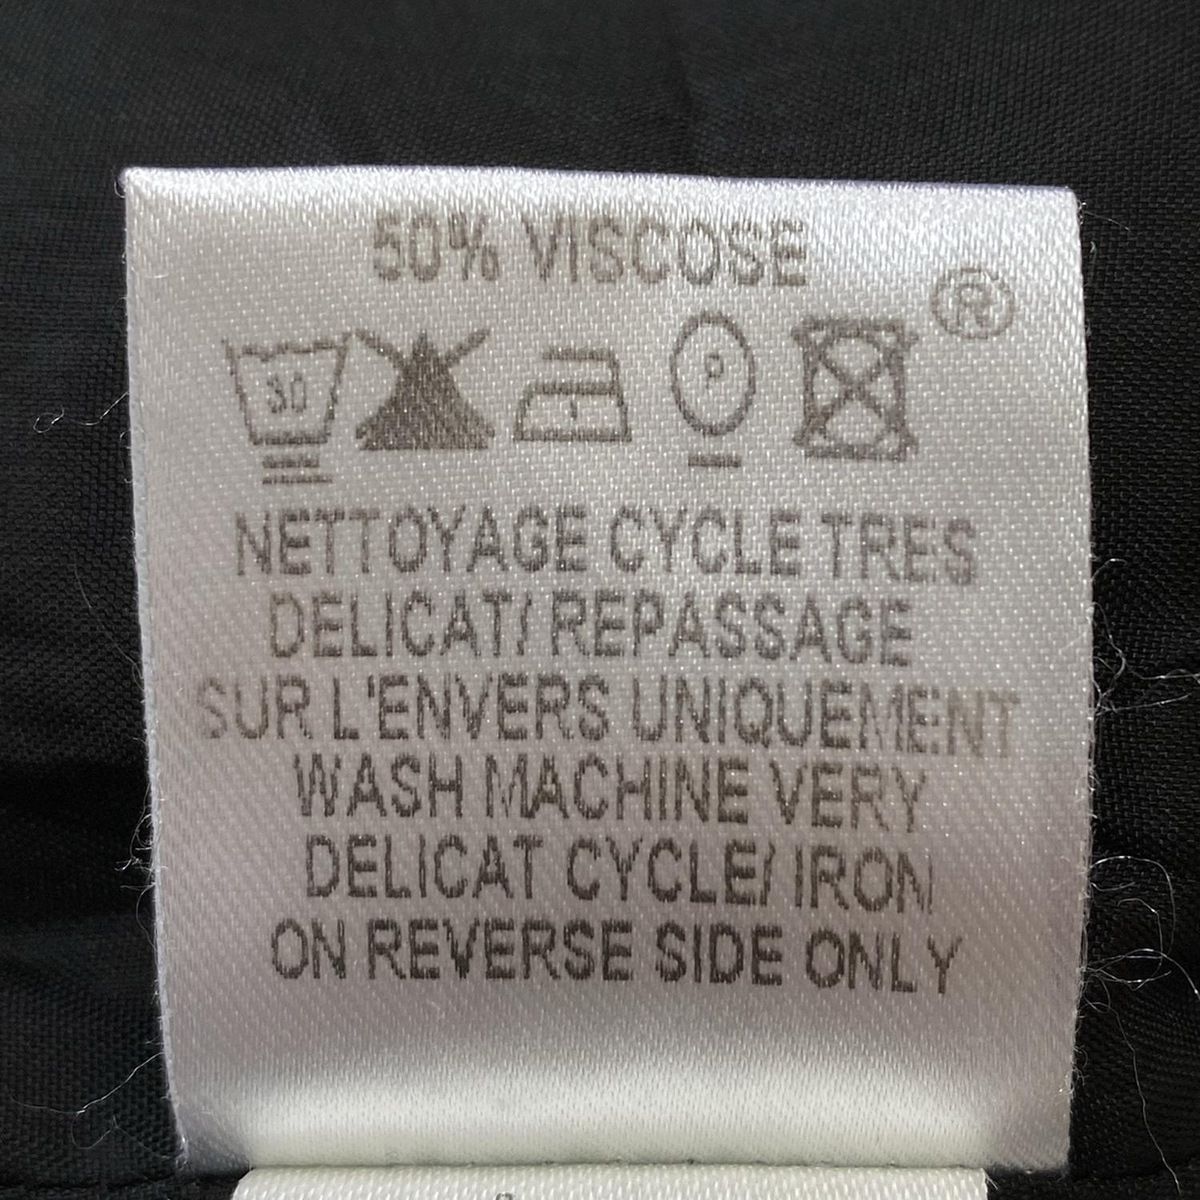 50% VISCOSE
®
30 1 P
NETTOYAGE CYCLE TRES
DELICAT/ REPASSAGE
SUR L'ENVERS UNIQUEMENT
WASH MACHINE VERY
DELICAT CYCLE/ IRON
ON REVERSE SIDE ONLY